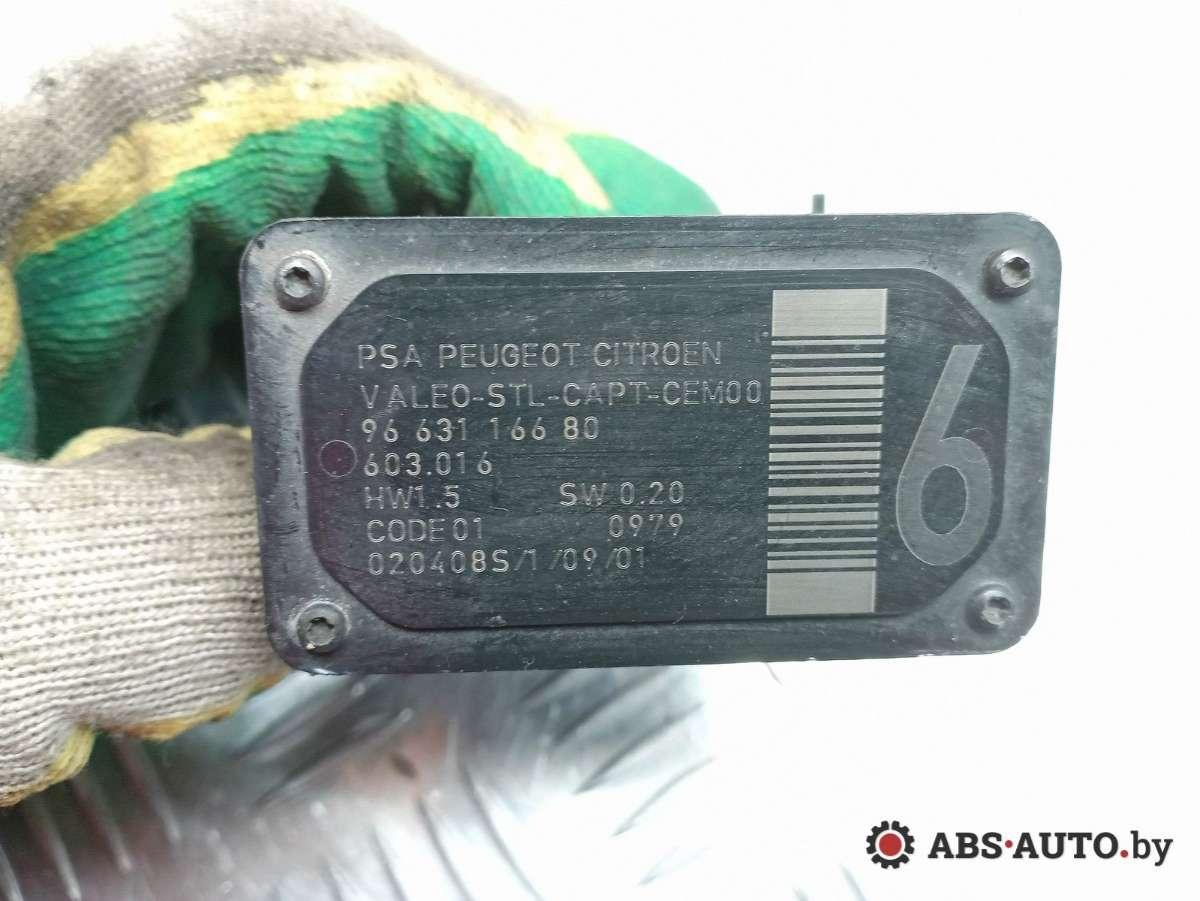 PSA PEUGEOT CITROEN
VALEO-STL-CAPT-CEM00
96 631 166 80
603.016
HW1.5 SW 0.20
CODE 01 0979
020408S/1/09/01
6
ABS·AUTO.by